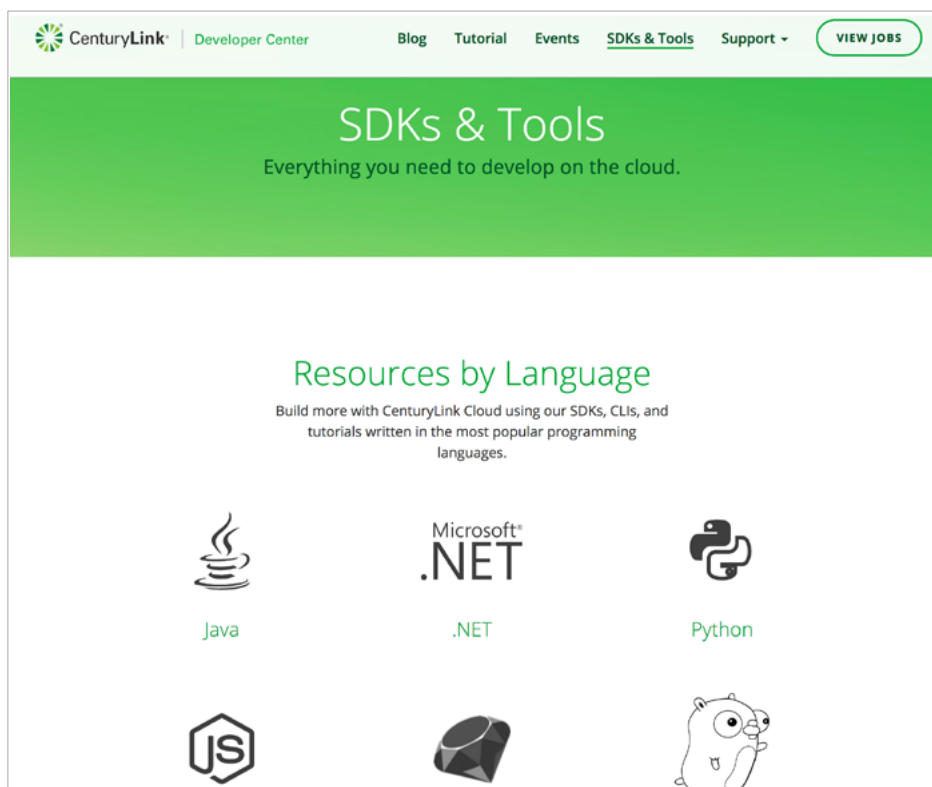 CenturyLink® | Developer Center
Blog Tutorial Events SDKs & Tools Support VIEW JOBS
SDKs & Tools
Everything you need to develop on the cloud.
Resources by Language
Build more with CenturyLink Cloud using our SDKs, CLIs, and
tutorials written in the most popular programming
languages.
Microsoft®
.NET
Java .NET Python
JS